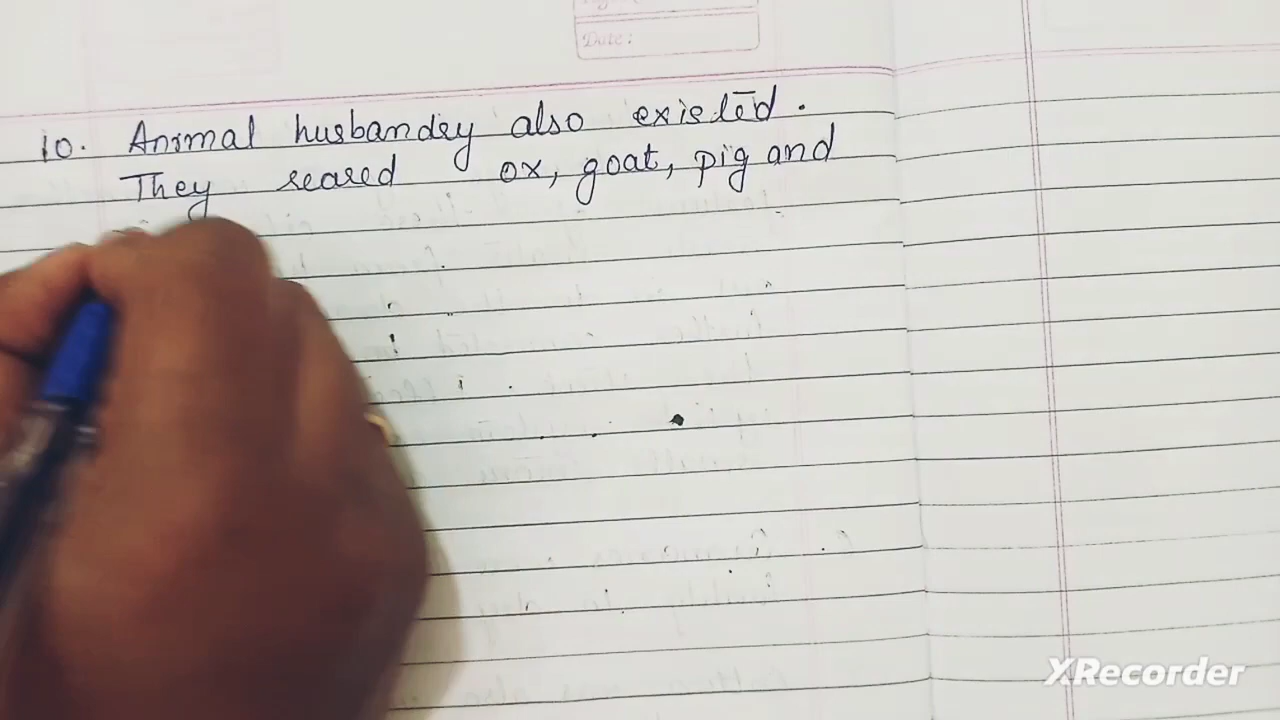 Date:
10. Animal husbandry also existed.
They reared ox, goat, pig and
XRecorder